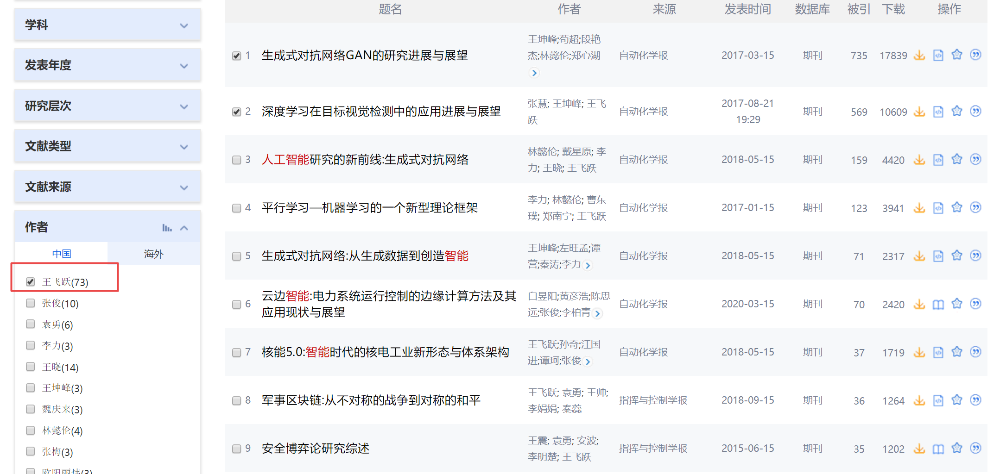 学科
发表年度
研究层次
文献类型
文献来源
作者
中国 海外
王飞跃(73)
张俊(10)
袁勇(6)
李力(3)
王晓(14)
王坤峰(3)
魏庆来(3)
林懿伦(4)
张梅(3)
欧阳丽炜(3)
题名 作者 来源 发表时间 数据库 被引 下载 操作
王坤峰;苟超;段艳
1 生成式对抗网络GAN的研究进展与展望 杰;林懿伦;郑心湖 自动化学报 2017-03-15 期刊 735 17839
张慧; 王坤峰; 王飞 2017-08-21
2 深度学习在目标视觉检测中的应用进展与展望 自动化学报 期刊 569 10609
跃 19:29
林懿伦; 戴星原; 李
3 人工智能研究的新前线:生成式对抗网络 自动化学报 2018-05-15 期刊 159 4420
力; 王晓; 王飞跃
李力; 林懿伦; 曹东
4 平行学习—机器学习的一个新型理论框架 自动化学报 2017-01-15 期刊 123 3941
璞; 郑南宁; 王飞跃
王坤峰;左旺孟;谭
5 生成式对抗网络:从生成数据到创造智能 自动化学报 2018-05-15 期刊 71 2317
营;秦涛;李力
云边智能:电力系统运行控制的边缘计算方法及其 白昱阳;黄彦浩;陈思
6 自动化学报 2020-03-15 期刊 70 2420
应用现状与展望 远;张俊;李柏青
王飞跃;孙奇;江国
7 核能5.0:智能时代的核电工业新形态与体系架构 自动化学报 2018-05-15 期刊 37 1719
进;谭珂;张俊
王飞跃; 袁勇; 王帅;
8 军事区块链:从不对称的战争到对称的和平 指挥与控制学报 2018-09-15 期刊 36 1264
李娟娟; 秦蕊
王震; 袁勇; 安波;
9 安全博弈论研究综述 指挥与控制学报 2015-06-15 期刊 35 1202
李明楚; 王飞跃